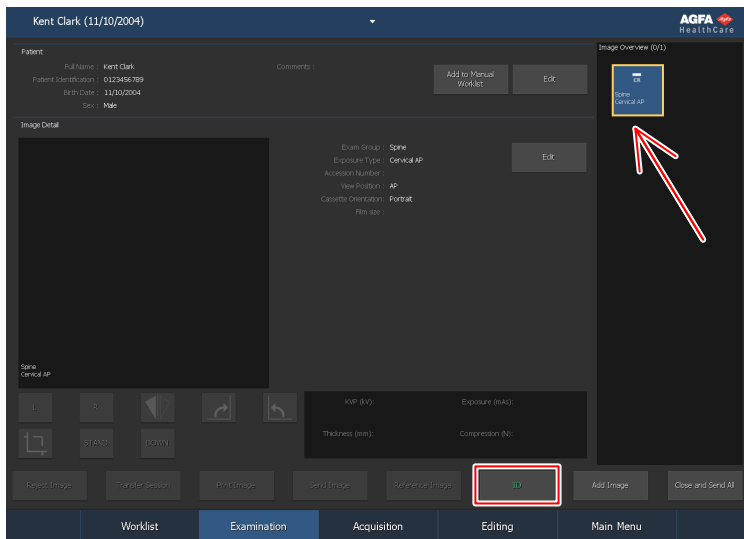 Kent Clark (11/10/2004)
AGFA
HealthCare
Patient
Full Name : Kent Clark
Comments :
Patient Identification : 0123456789
Birth Date : 11/10/2004
Sex : Male
Add to Manual
Worklist
Edit
Image Overview (0/1)
CR
Spine
Cervical AP
Image Detail
Exam Group : Spine
Exposure Type : Cervical AP
Accession Number :
View Position : AP
Cassette Orientation: Portrait
Film size :
Edit
Spine
Cervical AP
L
R
STAND
DOWN
KVP (kV):
Exposure (mAs):
Thickness (mm):
Compression (N):
Reject Image
Transfer Session
Print Image
Send Image
Reference Image
ID
Add Image
Close and Send All
Worklist
Examination
Acquisition
Editing
Main Menu